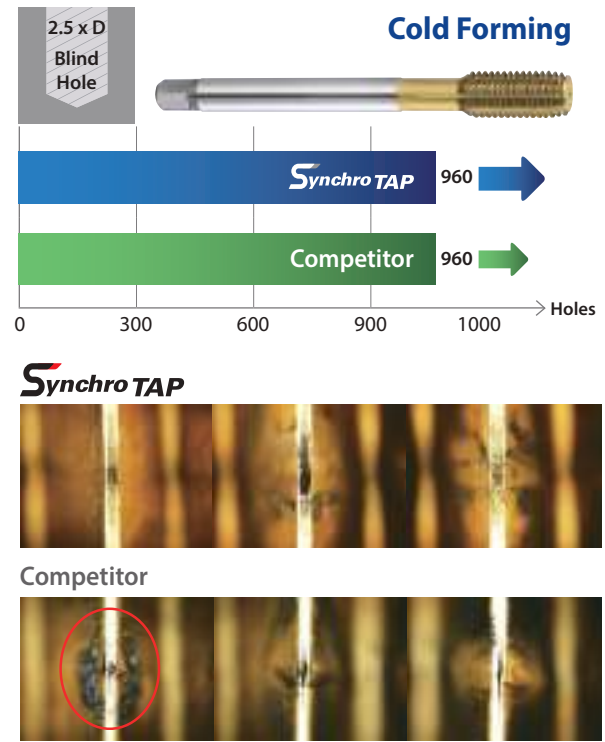 2.5 x D
Blind
Hole
Cold Forming
Synchro TAP 960
Competitor 960
Holes
0 300 600 900 1000
Synchro TAP
Competitor